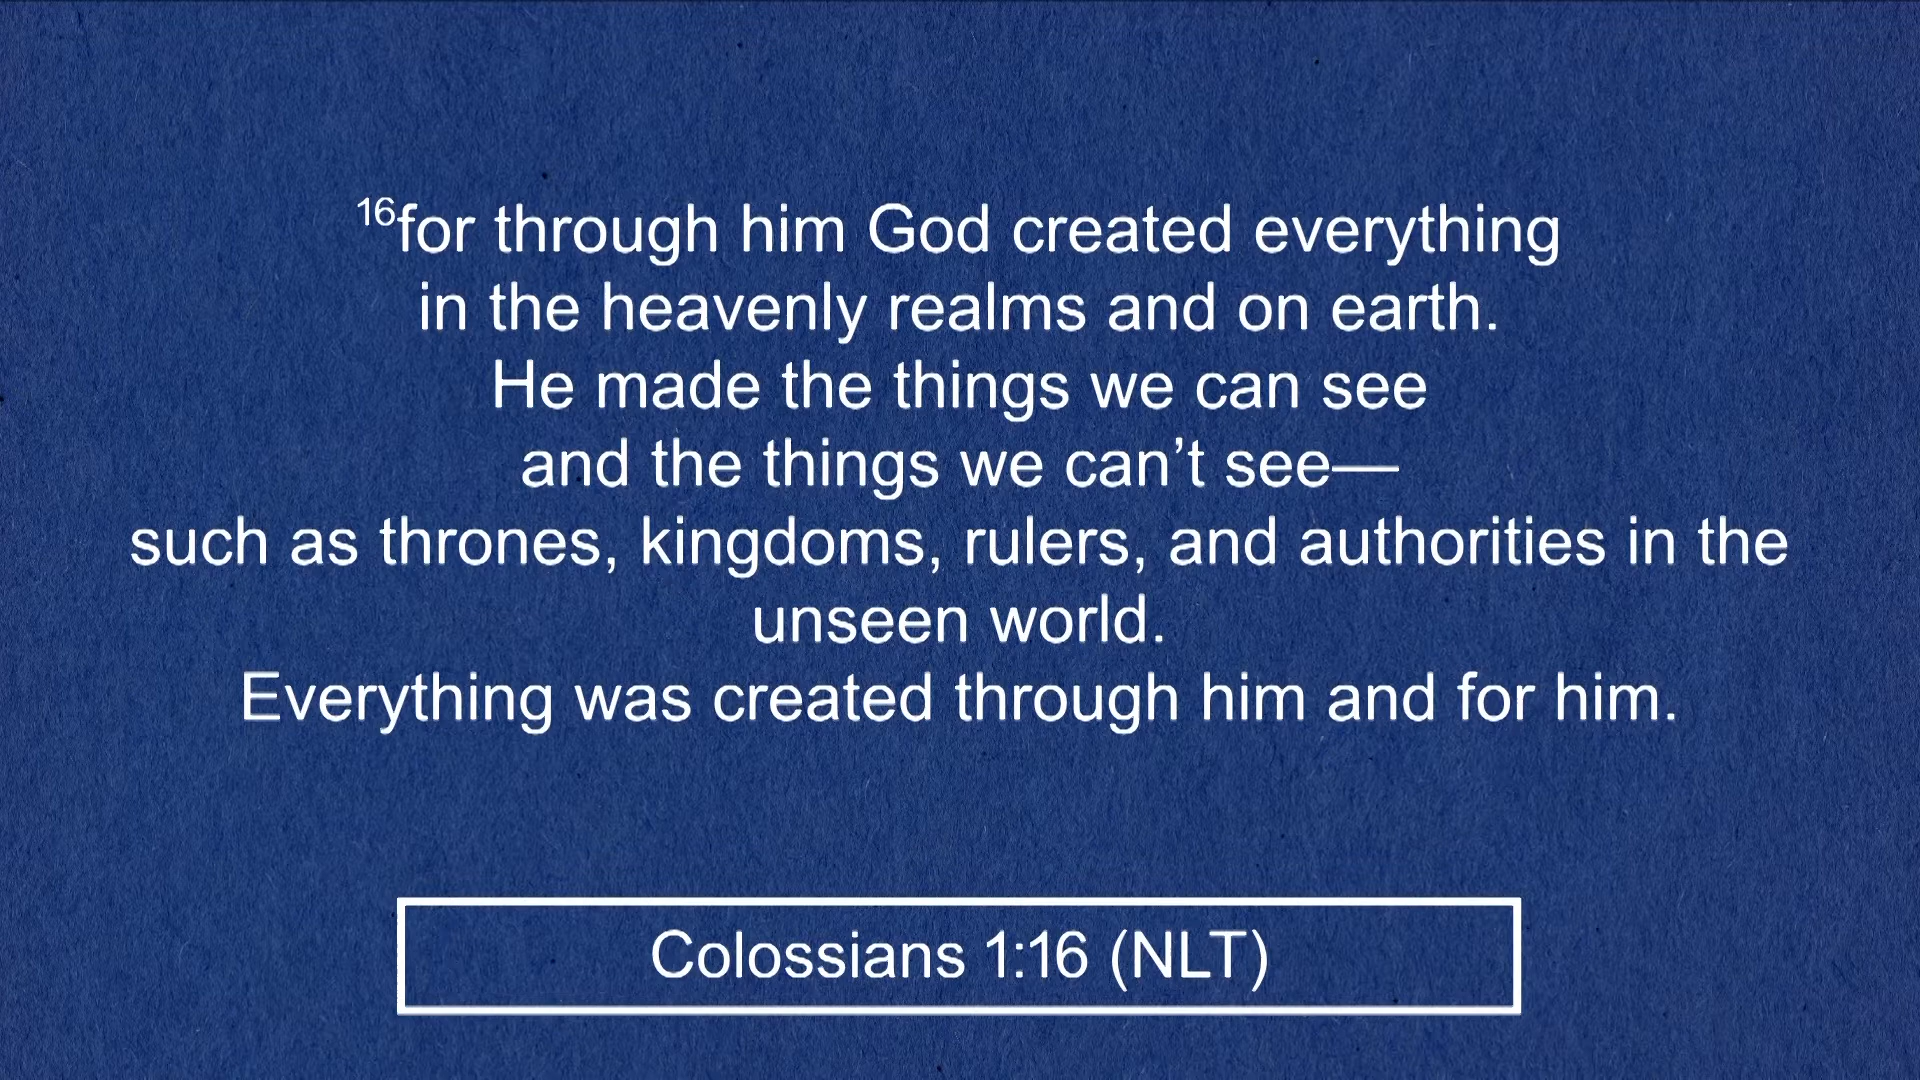 ¹⁶for through him God created everything
in the heavenly realms and on earth.
He made the things we can see
and the things we can’t see—
such as thrones, kingdoms, rulers, and authorities in the
unseen world.
Everything was created through him and for him.
Colossians 1:16 (NLT)